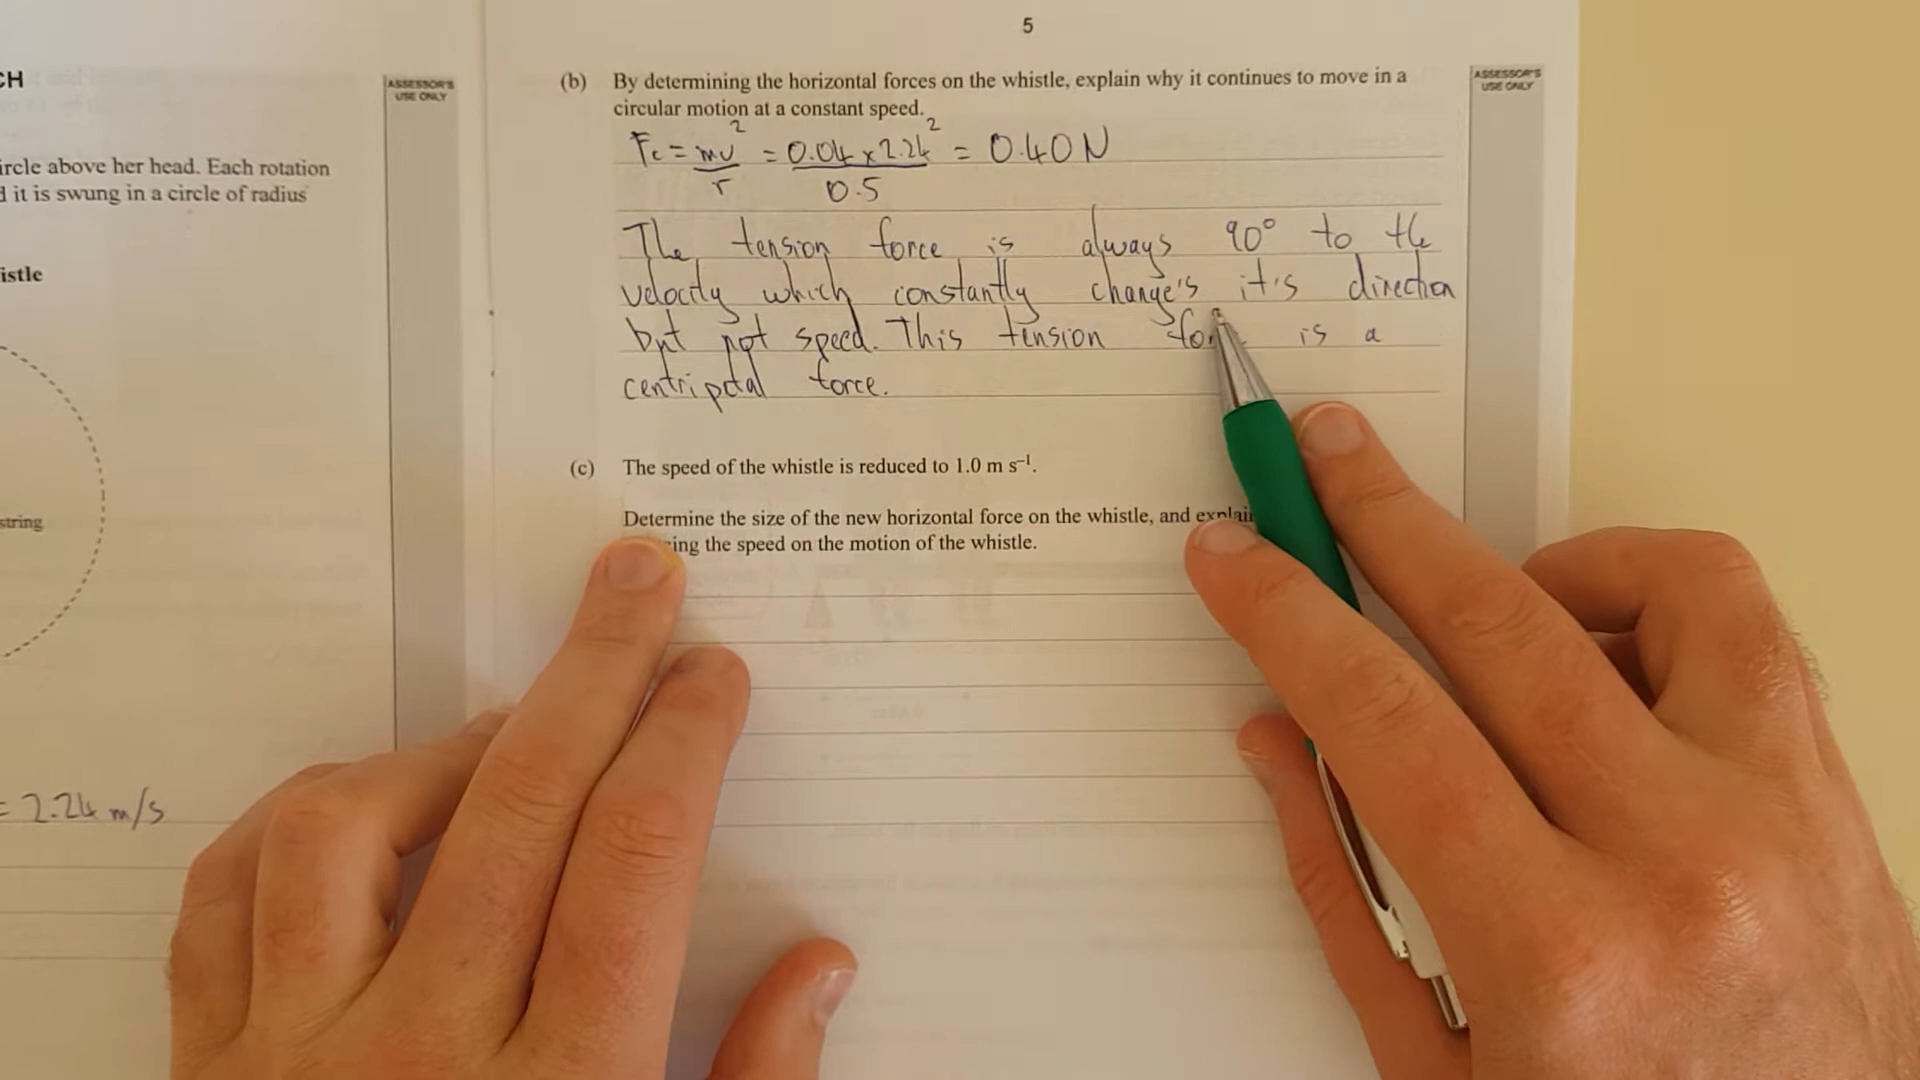 5
CH
ASSESSOR'S
USE ONLY
ircle above her head. Each rotation
d it is swung in a circle of radius
istle
string
= 2.24 m/s
(b) By determining the horizontal forces on the whistle, explain why it continues to move in a
circular motion at a constant speed.
ASSESSOR'S
USE ONLY
Fc = mv²/r = 0.04 x 2.24²/0.5 = 0.40 N
The tension force is always 90° to the
velocity which constantly change's it's direction
but not speed. This tension is a
centripetal force.
(c) The speed of the whistle is reduced to 1.0 m s⁻¹.
Determine the size of the new horizontal force on the whistle, and explain
the speed on the motion of the whistle.